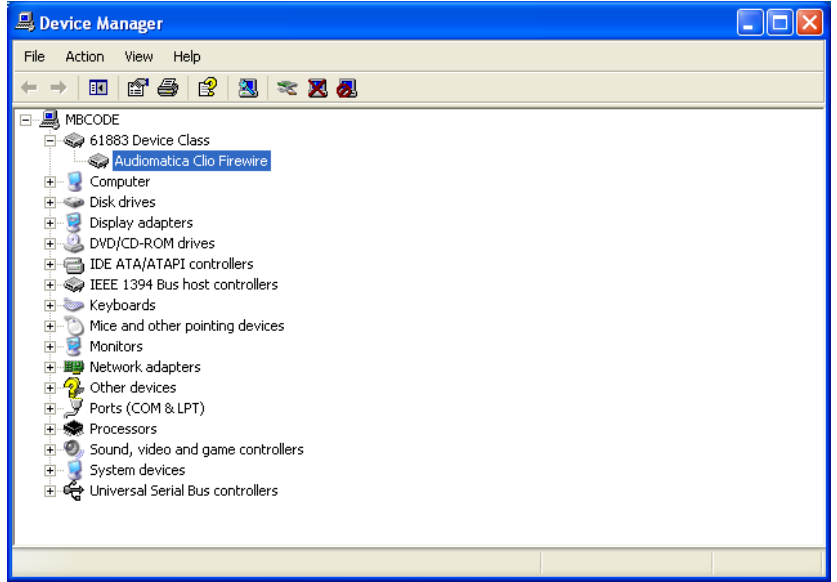 Device Manager
File Action View Help
MBCODE
61883 Device Class
Audiomatica Clio Firewire
Computer
Disk drives
Display adapters
DVD/CD-ROM drives
IDE ATA/ATAPI controllers
IEEE 1394 Bus host controllers
Keyboards
Mice and other pointing devices
Monitors
Network adapters
Other devices
Ports (COM & LPT)
Processors
Sound, video and game controllers
System devices
Universal Serial Bus controllers